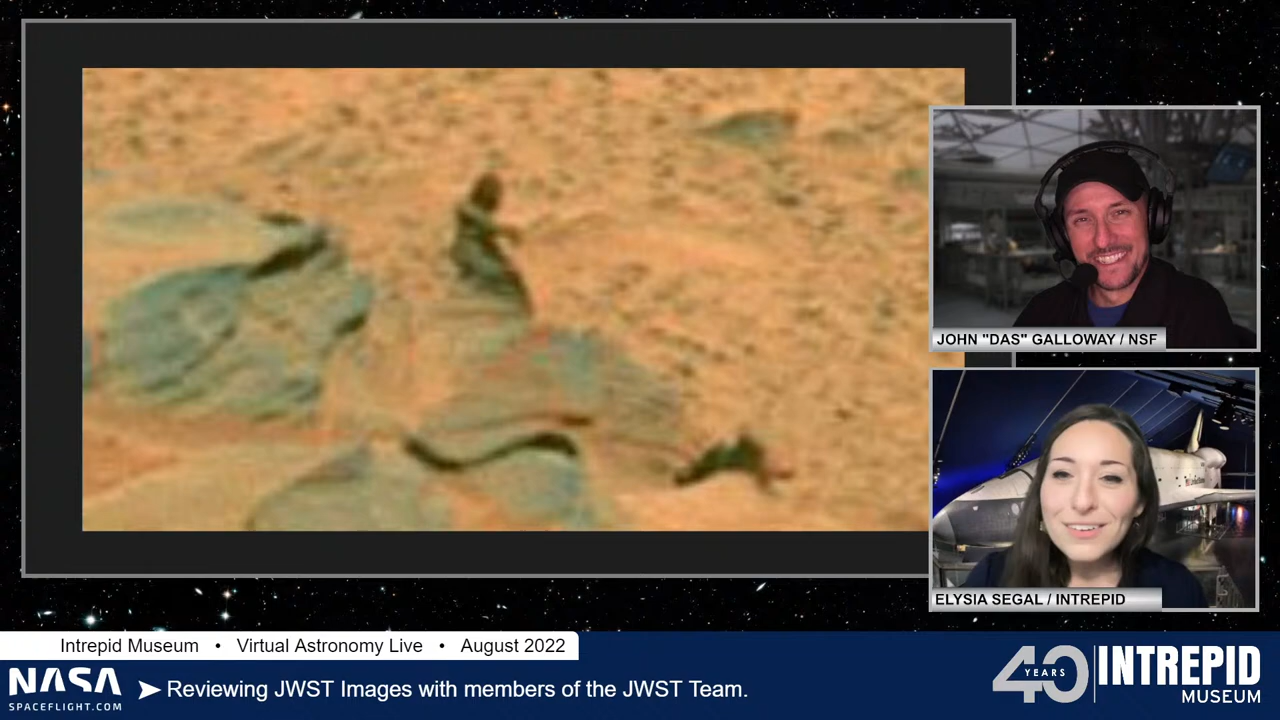 JOHN "DAS" GALLOWAY / NSF
ELYSIA SEGAL / INTREPID
Intrepid Museum • Virtual Astronomy Live • August 2022
NASA
SPACEFLIGHT.COM
Reviewing JWST Images with members of the JWST Team.
40
YEARS
INTREPID
MUSEUM